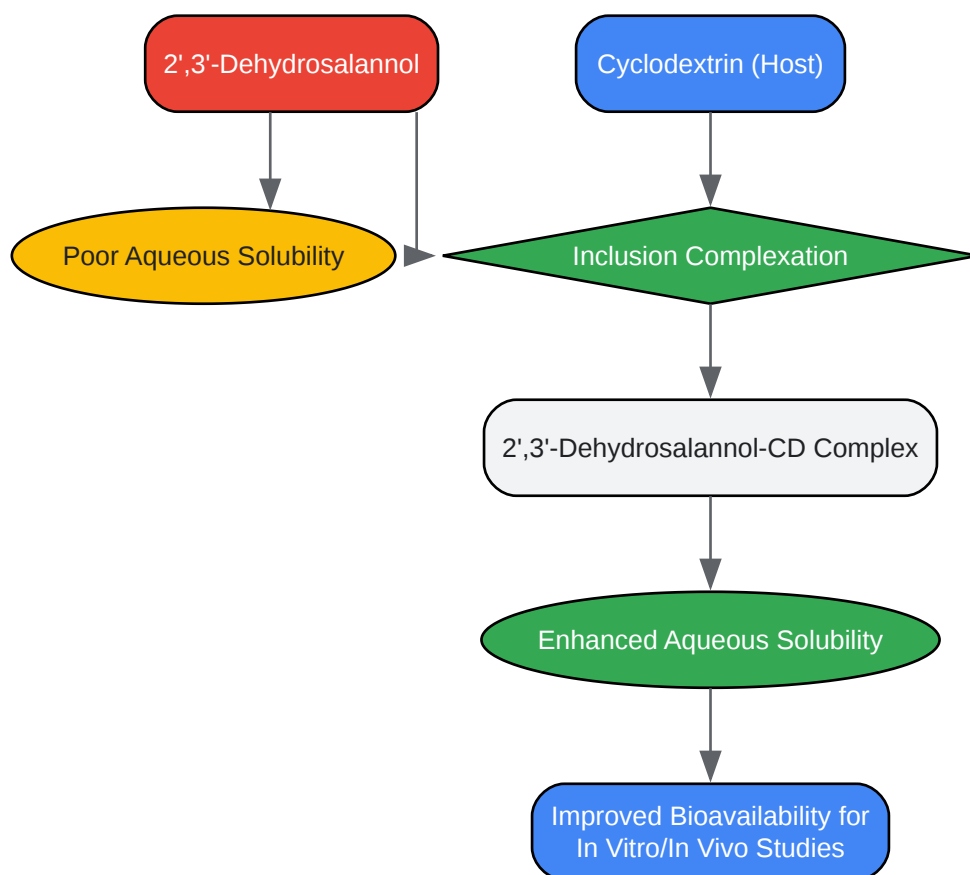 2',3'-Dehydrosalannol
Cyclodextrin (Host)
Poor Aqueous Solubility
Inclusion Complexation
2',3'-Dehydrosalannol-CD Complex
Enhanced Aqueous Solubility
Improved Bioavailability for
In Vitro/In Vivo Studies